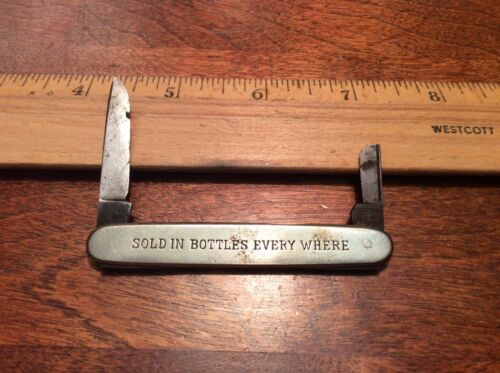 4 5 6 7 8
WESTCOTT
SOLD IN BOTTLES EVERY WHERE